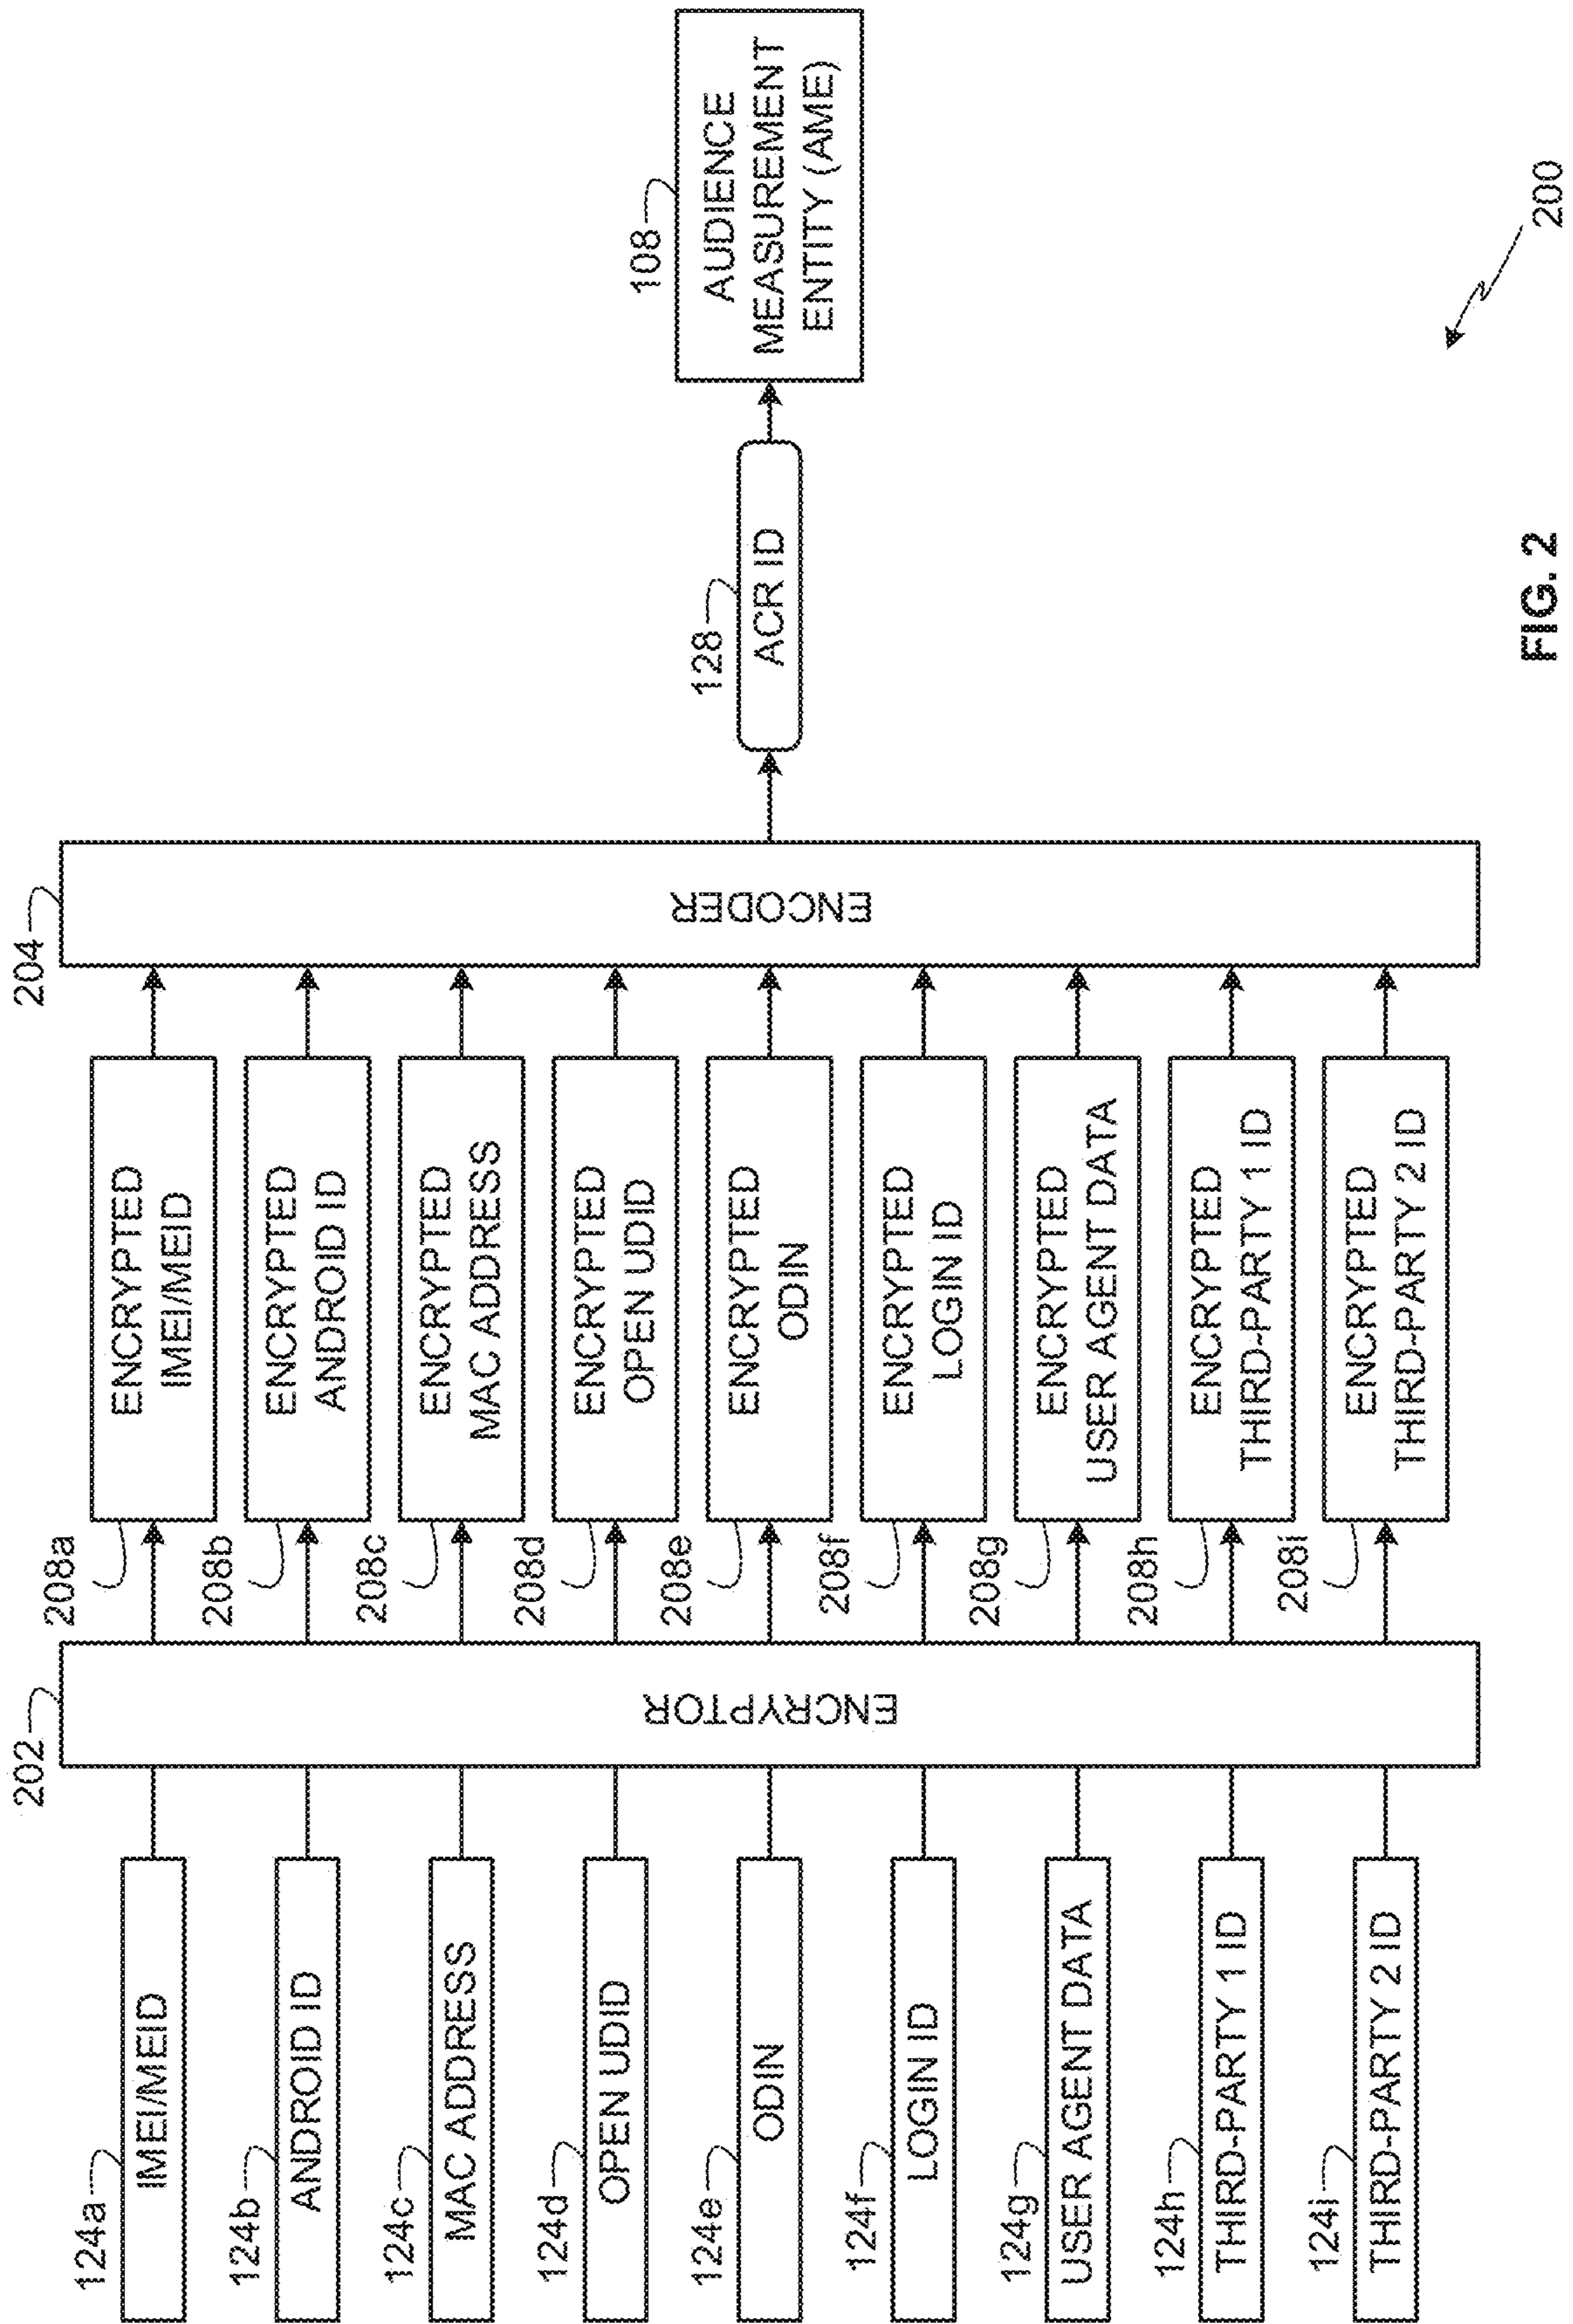 124a
IMEI/MEID
124b
ANDROID ID
124c
MAC ADDRESS
124d
OPEN UDID
124e
ODIN
124f
LOGIN ID
124g
USER AGENT DATA
124h
THIRD-PARTY 1 ID
124i
THIRD-PARTY 2 ID
202
ENCRYPTOR
208a
ENCRYPTED
IMEI/MEID
208b
ENCRYPTED
ANDROID ID
208c
ENCRYPTED
MAC ADDRESS
208d
ENCRYPTED
OPEN UDID
208e
ENCRYPTED
ODIN
208f
ENCRYPTED
LOGIN ID
208g
ENCRYPTED
USER AGENT DATA
208h
ENCRYPTED
THIRD-PARTY 1 ID
208i
ENCRYPTED
THIRD-PARTY 2 ID
204
ENCODER
128
ACR ID
108
AUDIENCE
MEASUREMENT
ENTITY (AME)
200
FIG. 2